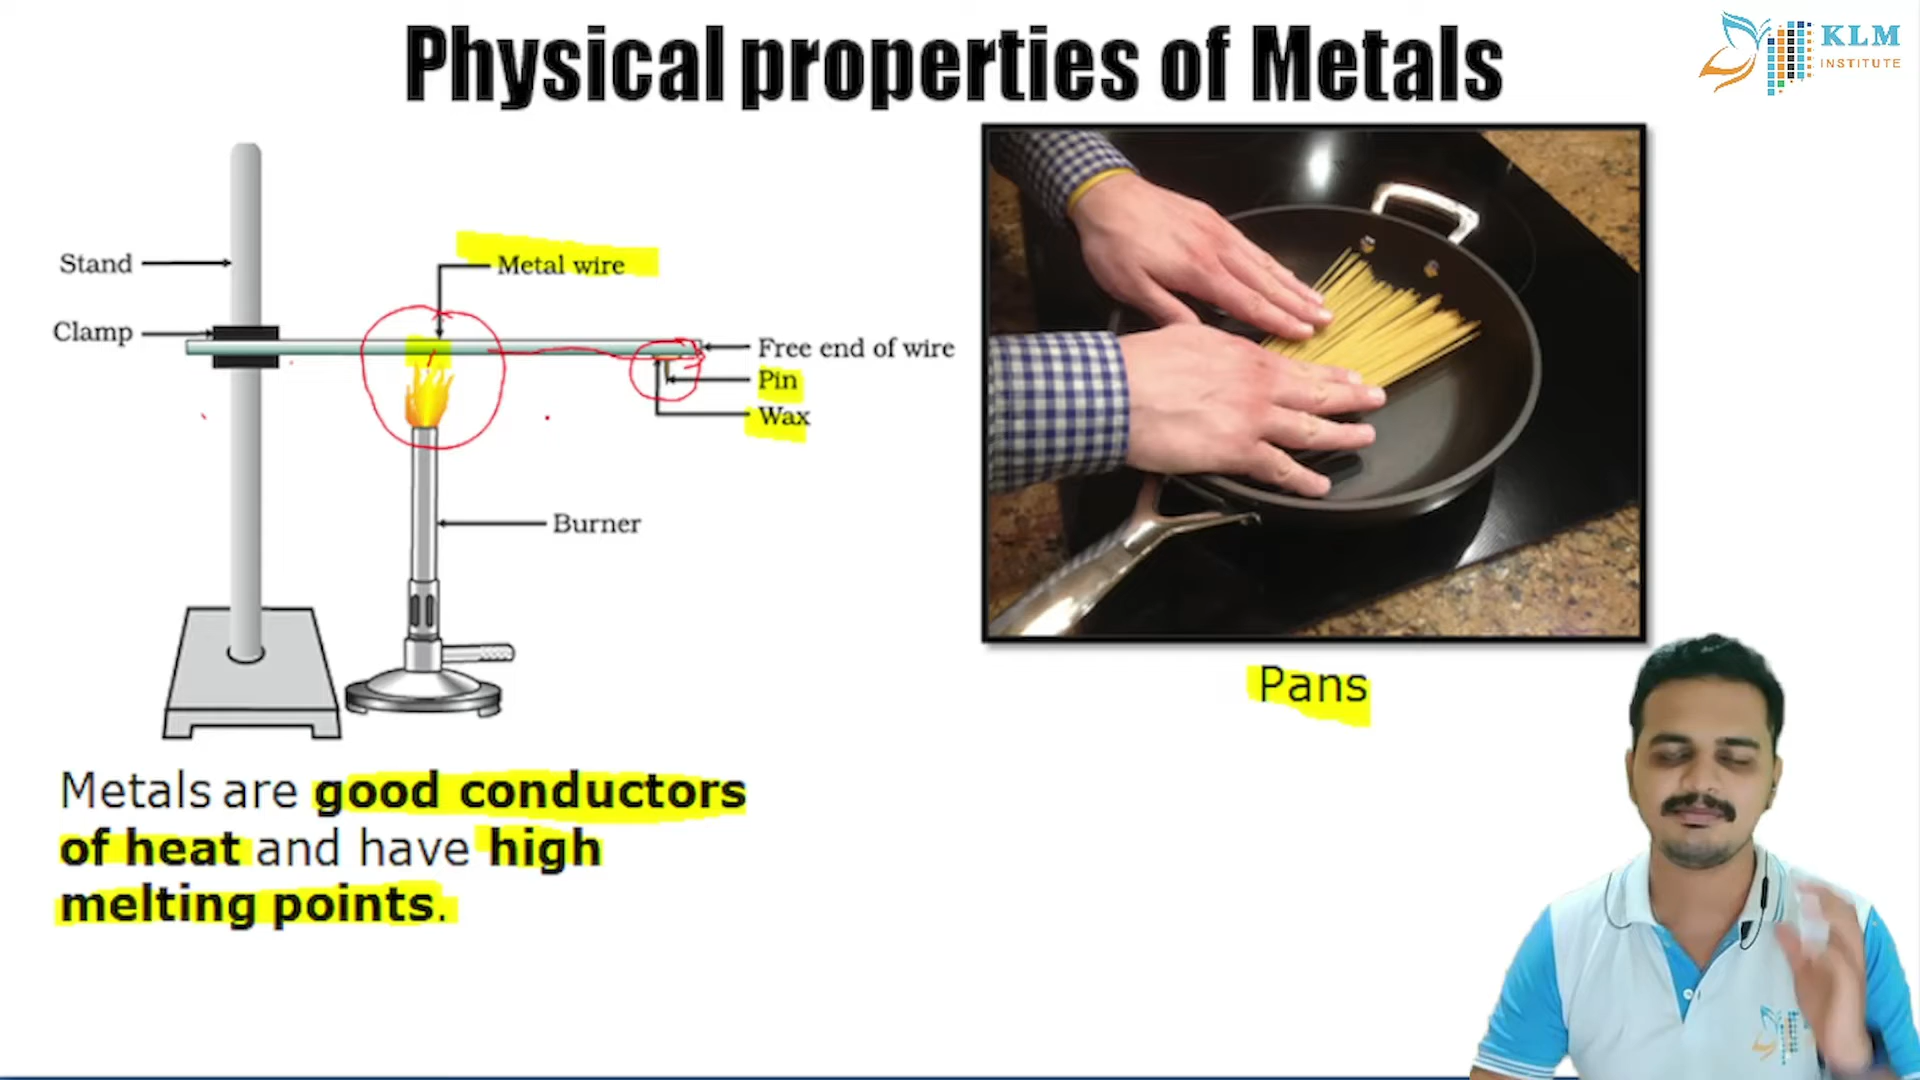 Physical properties of Metals
KLM
INSTITUTE
Stand
Metal wire
Clamp
Free end of wire
Pin
Wax
Burner
Pans
Metals are good conductors
of heat and have high
melting points.